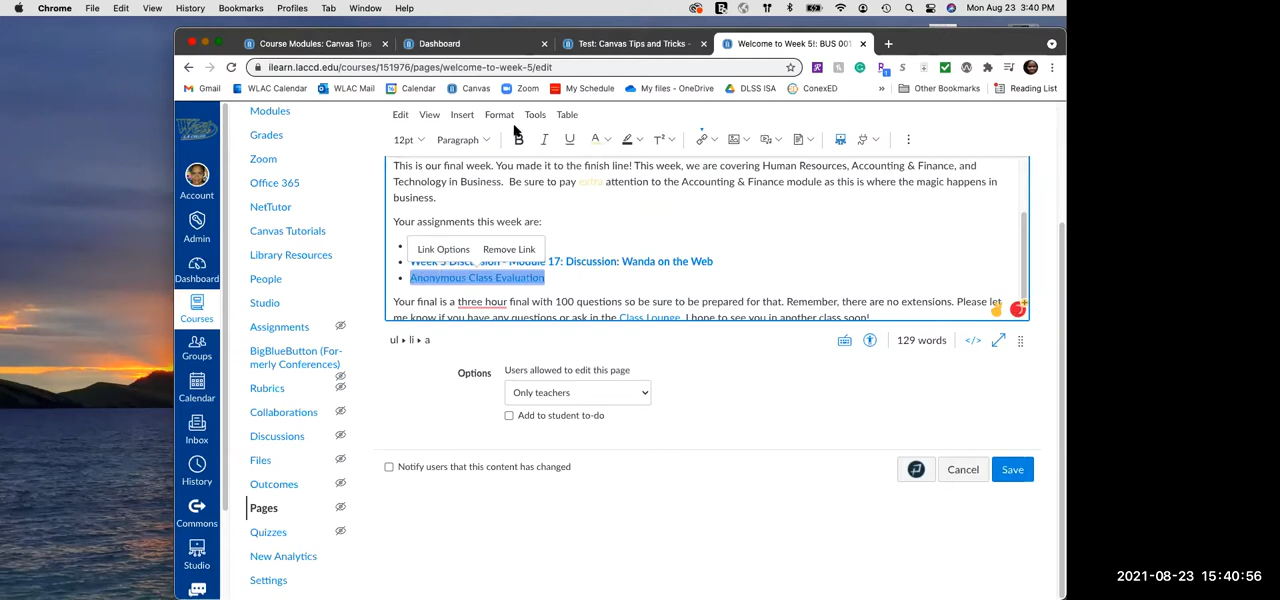 Chrome File Edit View History Bookmarks Profiles Tab Window Help Mon Aug 23 3:40 PM
Course Modules: Canvas Tips Dashboard Test: Canvas Tips and Tricks - Welcome to Week 5!: BUS 001
ilearn.laccd.edu/courses/151976/pages/welcome-to-week-5/edit
Gmail WLAC Calendar WLAC Mail Calendar Canvas Zoom My Schedule My files - OneDrive DLSS ISA ConexED » Other Bookmarks Reading List
Account
Admin
Dashboard
Courses
Groups
Calendar
Inbox
History
Commons
Studio
Modules
Grades
Zoom
Office 365
NetTutor
Canvas Tutorials
Library Resources
People
Studio
Assignments
BigBlueButton (For-
merly Conferences)
Rubrics
Collaborations
Discussions
Files
Outcomes
Pages
Quizzes
New Analytics
Settings
Edit View Insert Format Tools Table
12pt Paragraph B I U A T²
This is our final week. You made it to the finish line! This week, we are covering Human Resources, Accounting & Finance, and
Technology in Business. Be sure to pay extra attention to the Accounting & Finance module as this is where the magic happens in
business.
Your assignments this week are:
Link Options Remove Link
Week 5 Discussion - Module 17: Discussion: Wanda on the Web
Anonymous Class Evaluation
Your final is a three hour final with 100 questions so be sure to be prepared for that. Remember, there are no extensions. Please let
me know if you have any questions or ask in the Class Lounge. I hope to see you in another class soon!
ul ▸ li ▸ a 129 words </>
Options Users allowed to edit this page
Only teachers
Add to student to-do
Notify users that this content has changed Cancel Save
2021-08-23 15:40:56